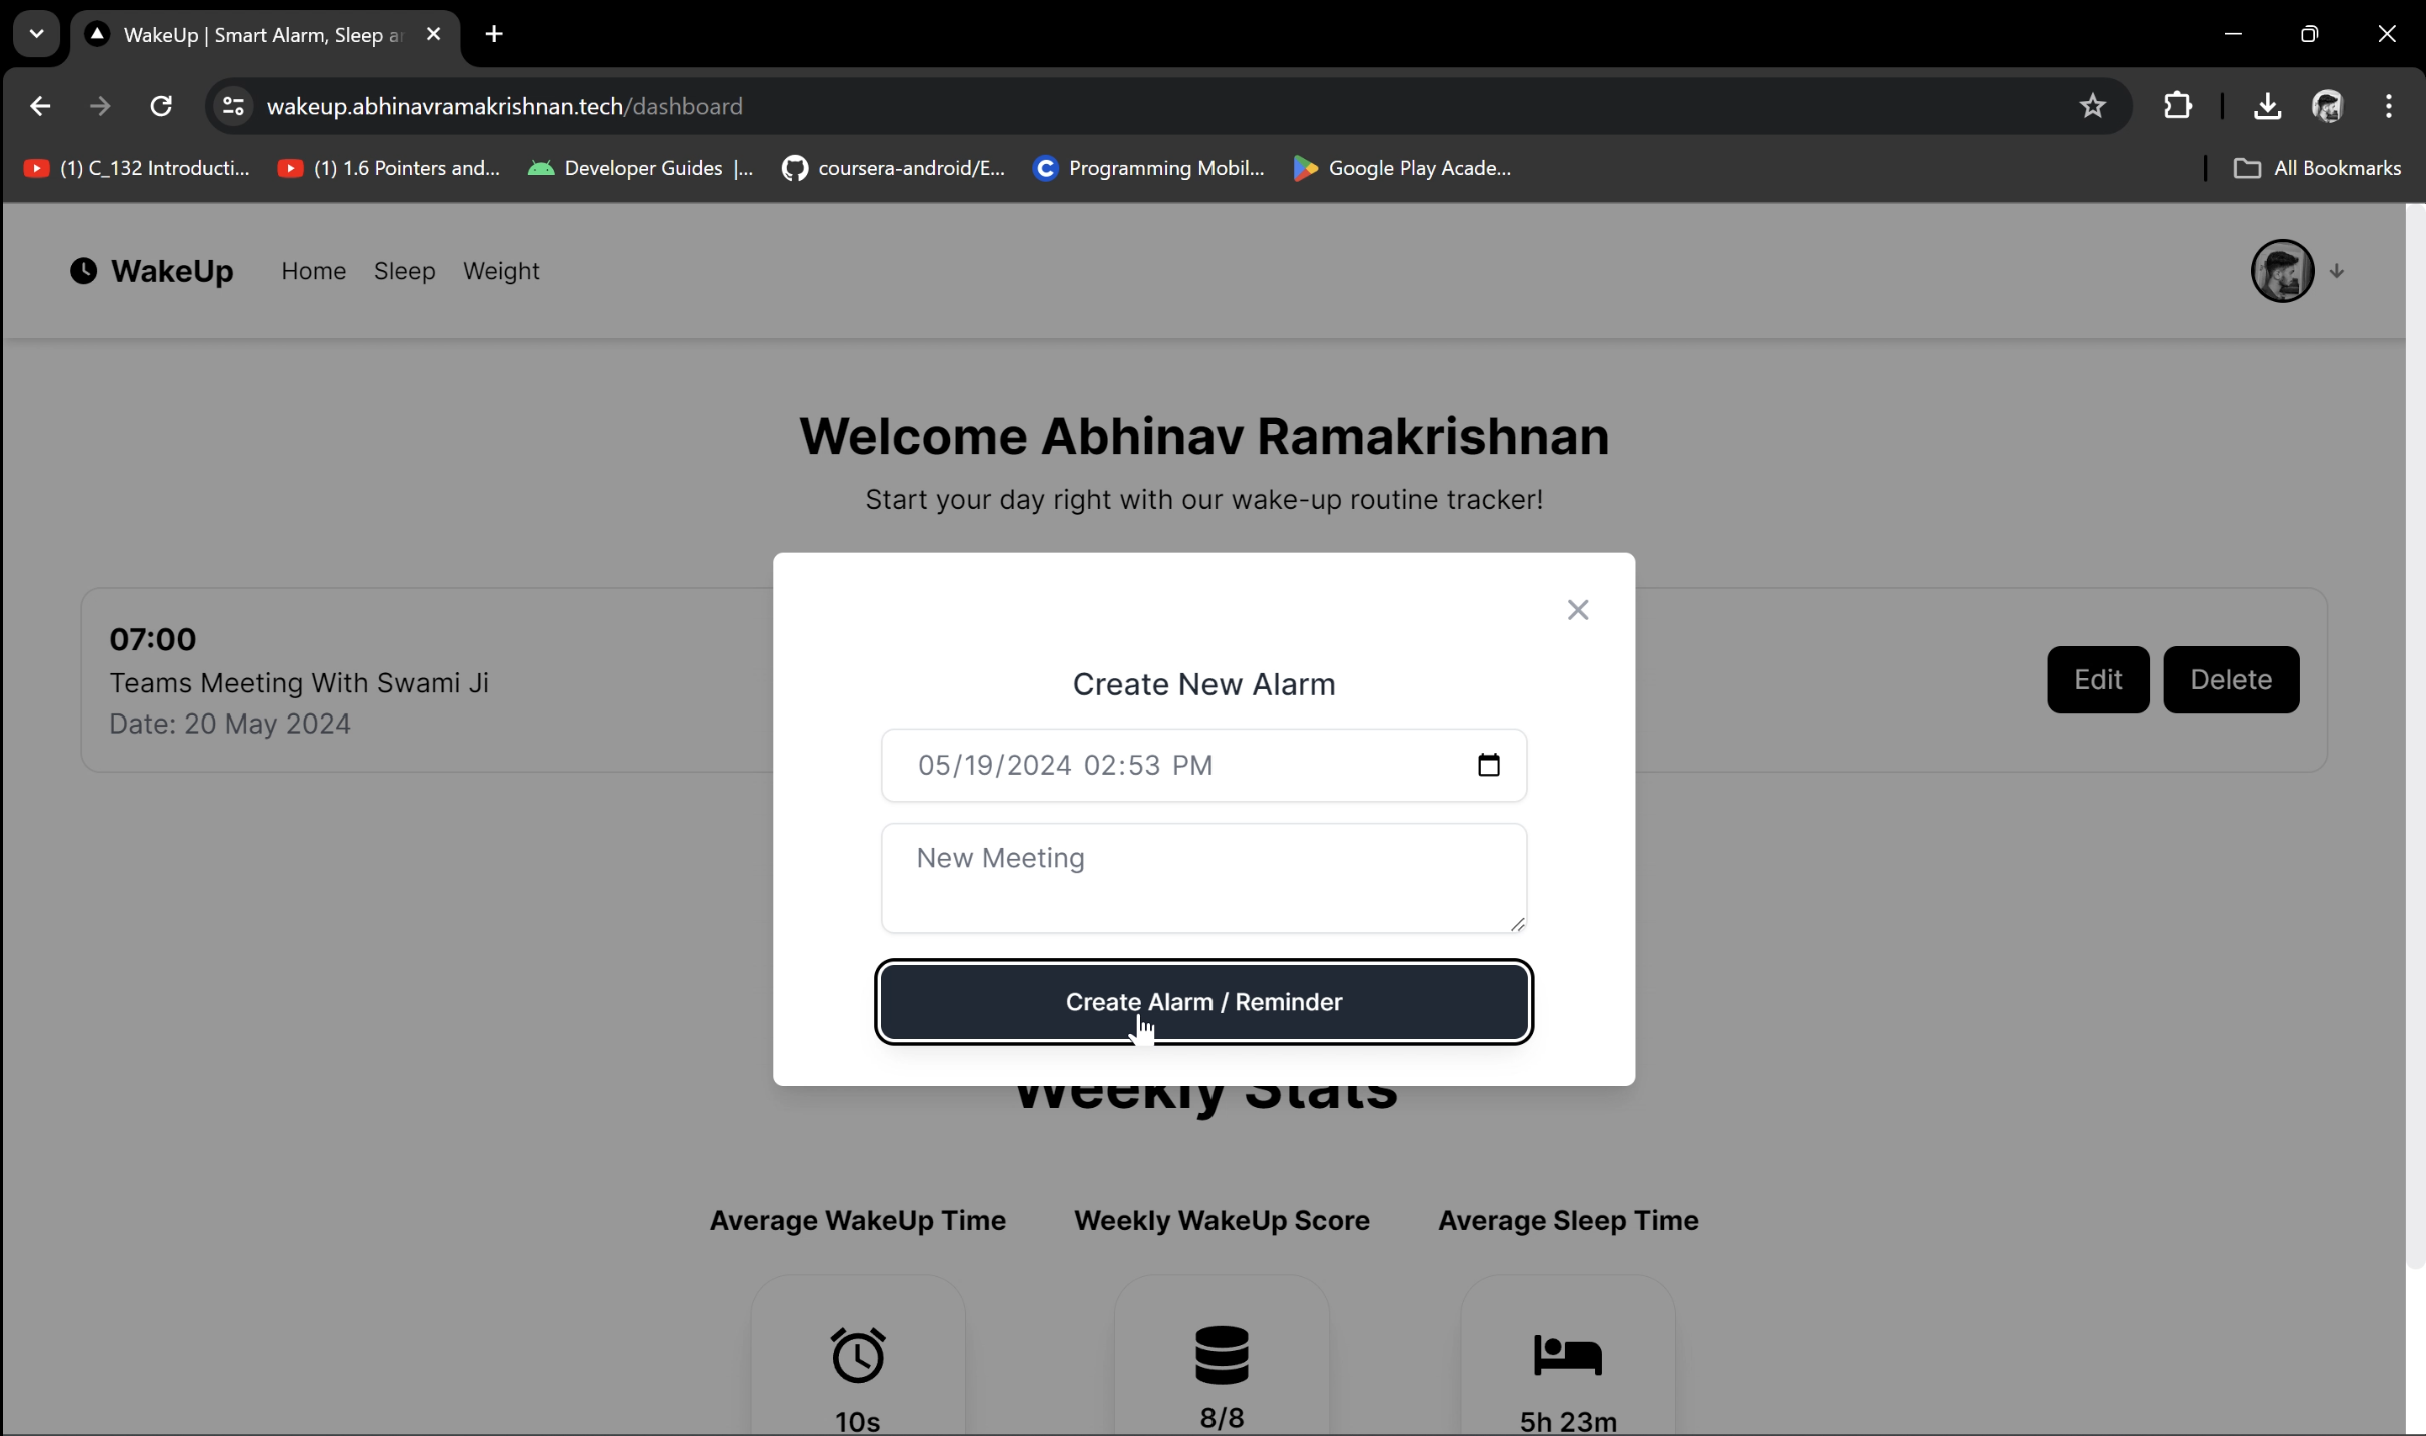 WakeUp | Smart Alarm, Sleep ar
wakeup.abhinavramakrishnan.tech/dashboard
(1) C_132 Introducti... (1) 1.6 Pointers and... Developer Guides |... coursera-android/E... Programming Mobil... Google Play Acade... All Bookmarks
WakeUp Home Sleep Weight
Welcome Abhinav Ramakrishnan
Start your day right with our wake-up routine tracker!
07:00
Teams Meeting With Swami Ji
Date: 20 May 2024
Edit Delete
Create New Alarm
05/19/2024 02:53 PM
New Meeting
Create Alarm / Reminder
Weekly Stats
Average WakeUp Time Weekly WakeUp Score Average Sleep Time
10s 8/8 5h 23m